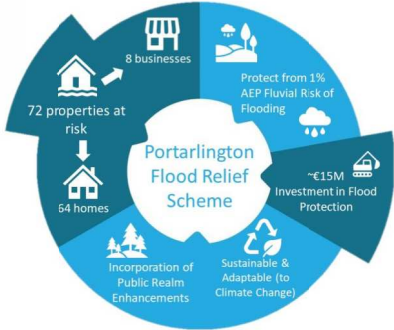 8 businesses
72 properties at
risk
64 homes
Protect from 1%
AEP Fluvial Risk of
Flooding
~€15M
Investment in Flood
Protection
Portarlington
Flood Relief
Scheme
Incorporation of
Public Realm
Enhancements
Sustainable &
Adaptable (to
Climate Change)